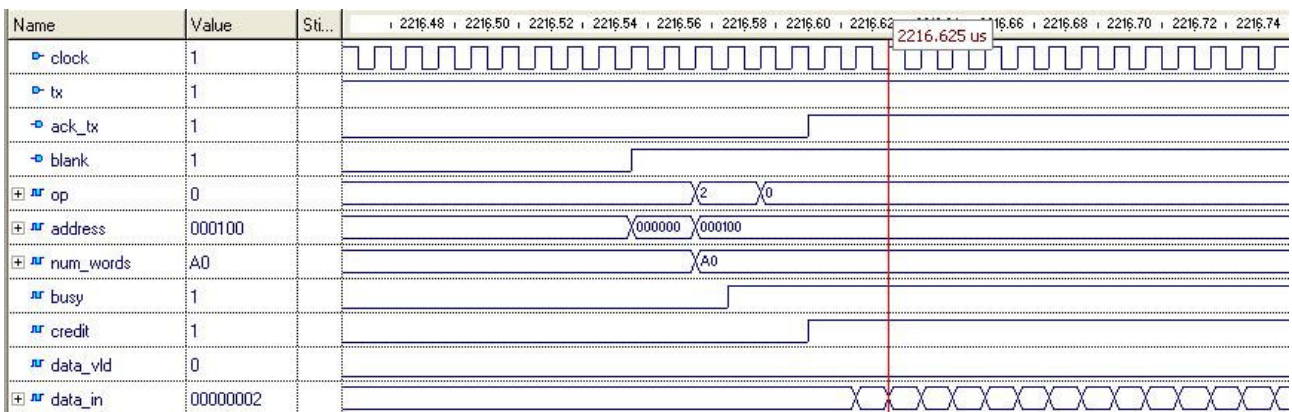 Name Value Sti... 2216.48 2216.50 2216.52 2216.54 2216.56 2216.58 2216.60 2216.62 16.66 2216.68 2216.70 2216.72 2216.74
2216.625 us
clock 1
tx 1
ack_tx 1
blank 1
op 0 2 0
address 000100 000000 000100
num_words A0 A0
busy 1
credit 1
data_vld 0
data_in 00000002